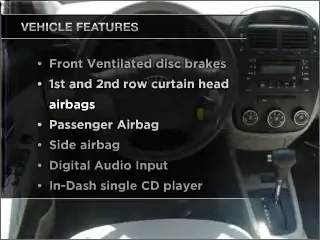 VEHICLE FEATURES
• Front Ventilated disc brakes
• 1st and 2nd row curtain head
airbags
• Passenger Airbag
• Side airbag
• Digital Audio Input
• In-Dash single CD player